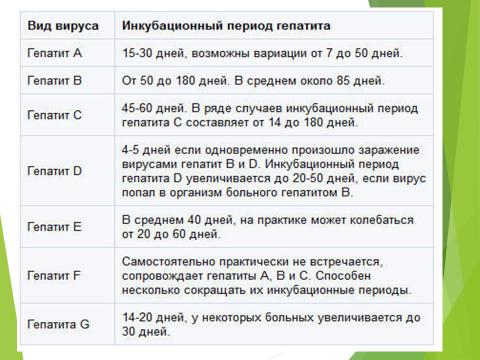 Вид вируса
Инкубационный период гепатита
Гепатит A
15-30 дней, возможны вариации от 7 до 50 дней.
Гепатит B
От 50 до 180 дней. В среднем около 85 дней.
Гепатит C
45-60 дней. В ряде случаев инкубационный период
гепатита C составляет от 14 до 180 дней.
Гепатит D
4-5 дней если одновременно произошло заражение
вирусами гепатит B и D. Инкубационный период
гепатита D увеличивается до 20-50 дней, если вирус
попал в организм больного гепатитом B.
Гепатит E
В среднем 40 дней, на практике может колебаться
от 20 до 60 дней.
Гепатит F
Самостоятельно практически не встречается,
сопровождает гепатиты A, B и C. Способен
несколько сокращать их инкубационные периоды.
Гепатита G
14-20 дней, у некоторых больных увеличивается до
30 дней.